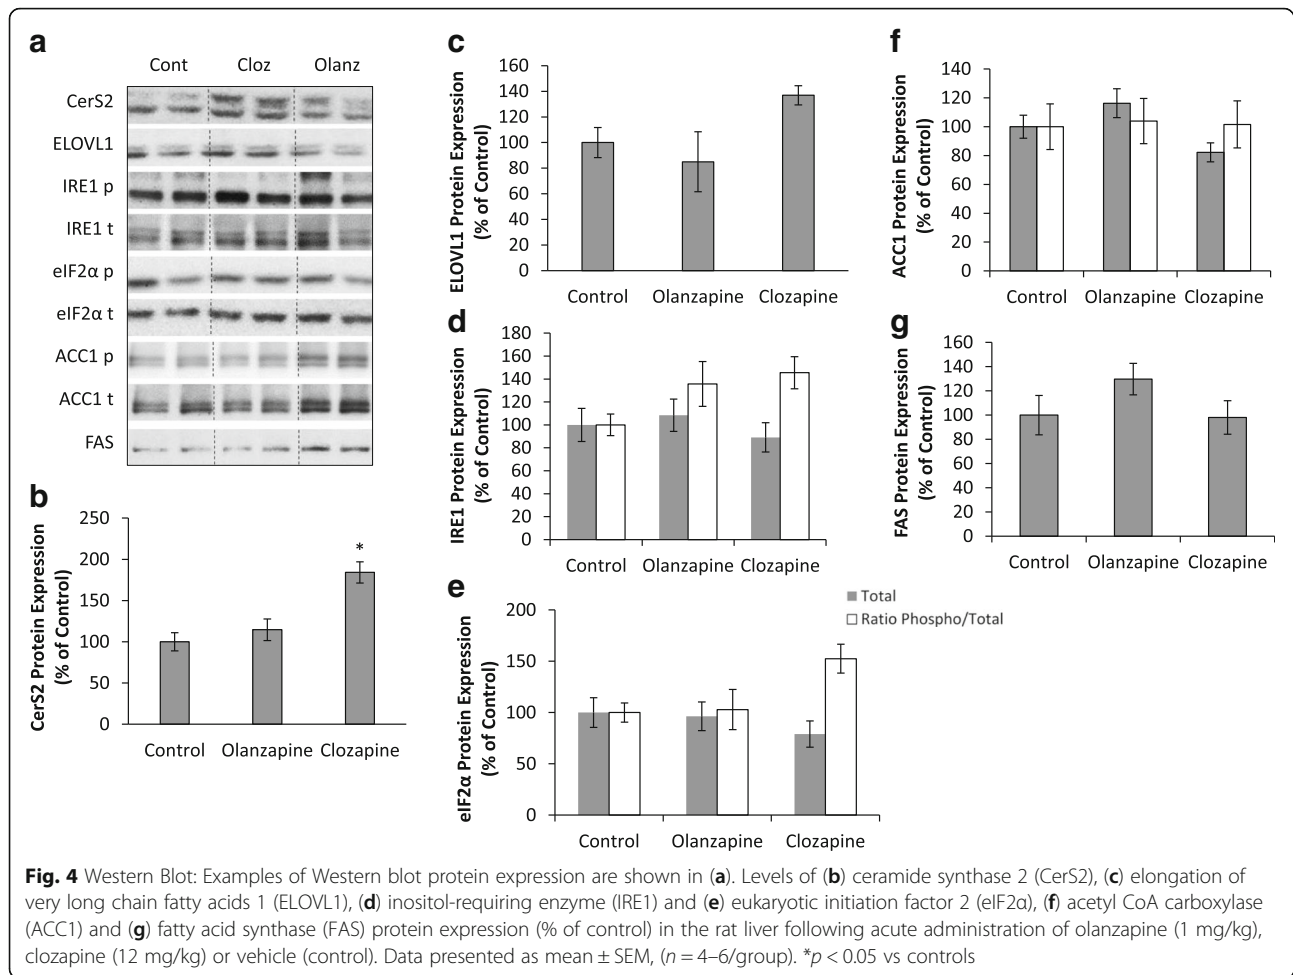 a
Cont Cloz Olanz
CerS2
ELOVL1
IRE1 p
IRE1 t
eIF2α p
eIF2α t
ACC1 p
ACC1 t
FAS
b
CerS2 Protein Expression
(% of Control)
250
200
150
100
50
0
*
Control Olanzapine Clozapine
c
ELOVL1 Protein Expression
(% of Control)
160
140
120
100
80
60
40
20
0
Control Olanzapine Clozapine
d
IRE1 Protein Expression
(% of Control)
180
160
140
120
100
80
60
40
20
0
Control Olanzapine Clozapine
e
eIF2α Protein Expression
(% of Control)
200
150
100
50
0
Total
Ratio Phospho/Total
Control Olanzapine Clozapine
f
ACC1 Protein Expression
(% of Control)
140
120
100
80
60
40
20
0
Control Olanzapine Clozapine
g
FAS Protein Expression
(% of Control)
160
140
120
100
80
60
40
20
0
Control Olanzapine Clozapine
Fig. 4 Western Blot: Examples of Western blot protein expression are shown in (a). Levels of (b) ceramide synthase 2 (CerS2), (c) elongation of
very long chain fatty acids 1 (ELOVL1), (d) inositol-requiring enzyme (IRE1) and (e) eukaryotic initiation factor 2 (eIF2α), (f) acetyl CoA carboxylase
(ACC1) and (g) fatty acid synthase (FAS) protein expression (% of control) in the rat liver following acute administration of olanzapine (1 mg/kg),
clozapine (12 mg/kg) or vehicle (control). Data presented as mean ± SEM, (n = 4–6/group). *p < 0.05 vs controls